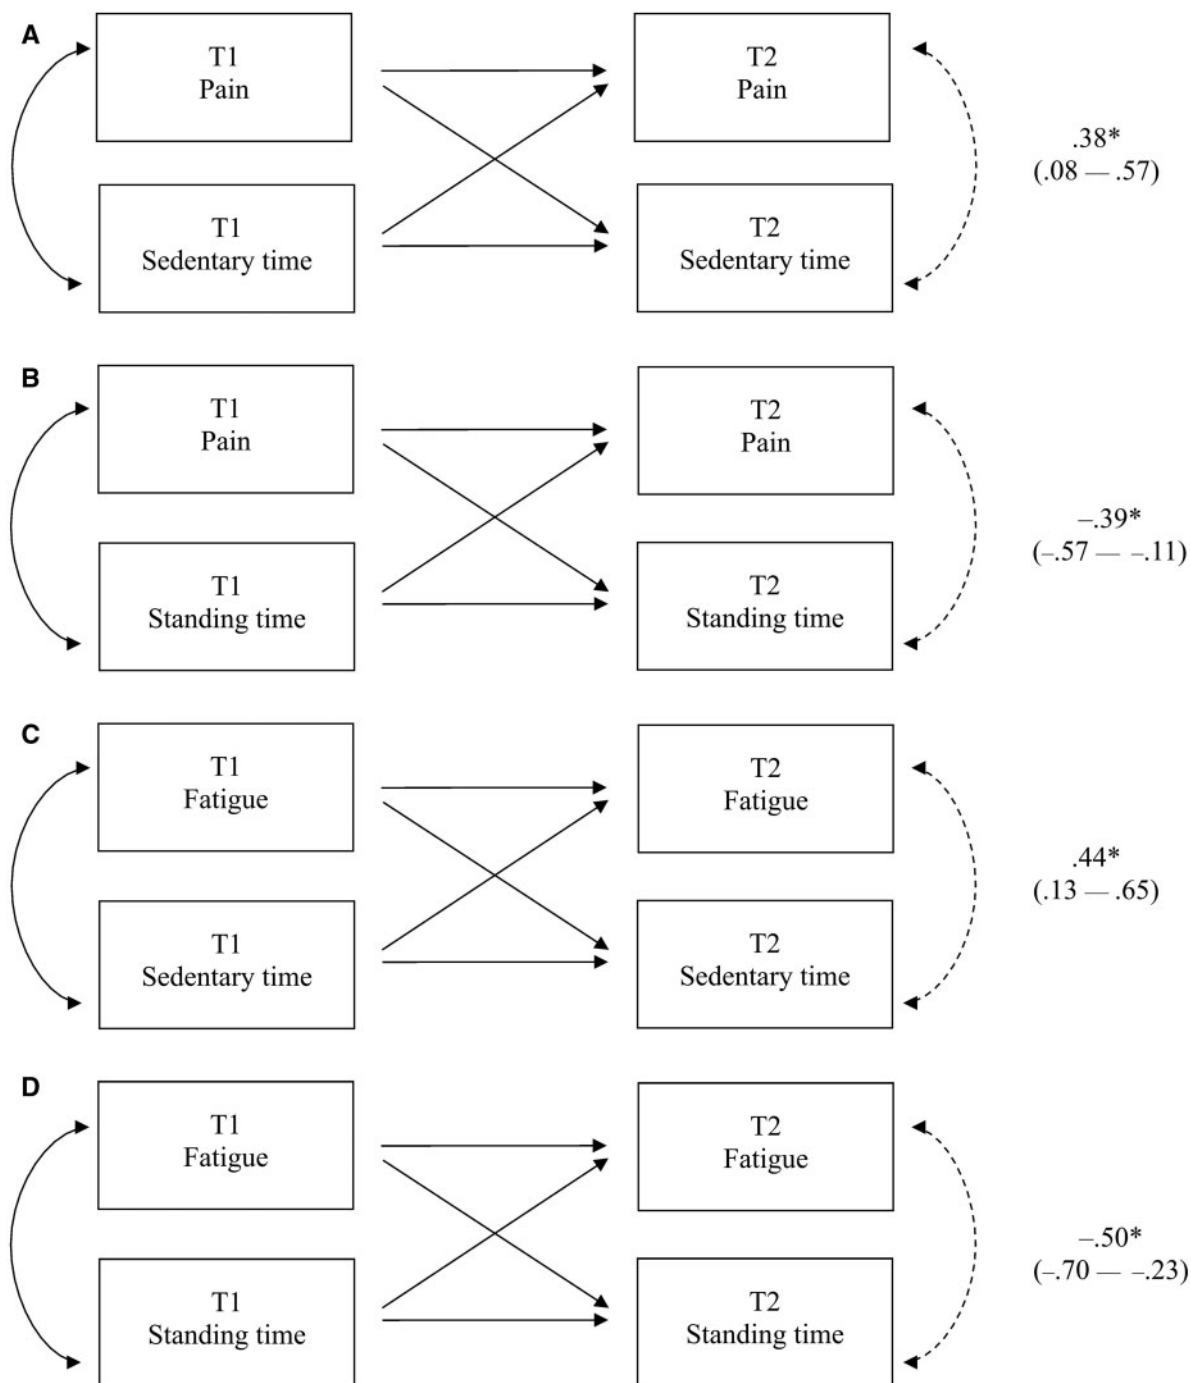 A
T1
Pain
T2
Pain
.38*
(.08 — .57)
T1
Sedentary time
T2
Sedentary time
B
T1
Pain
T2
Pain
–.39*
(–.57 — –.11)
T1
Standing time
T2
Standing time
C
T1
Fatigue
T2
Fatigue
.44*
(.13 — .65)
T1
Sedentary time
T2
Sedentary time
D
T1
Fatigue
T2
Fatigue
–.50*
(–.70 — –.23)
T1
Standing time
T2
Standing time